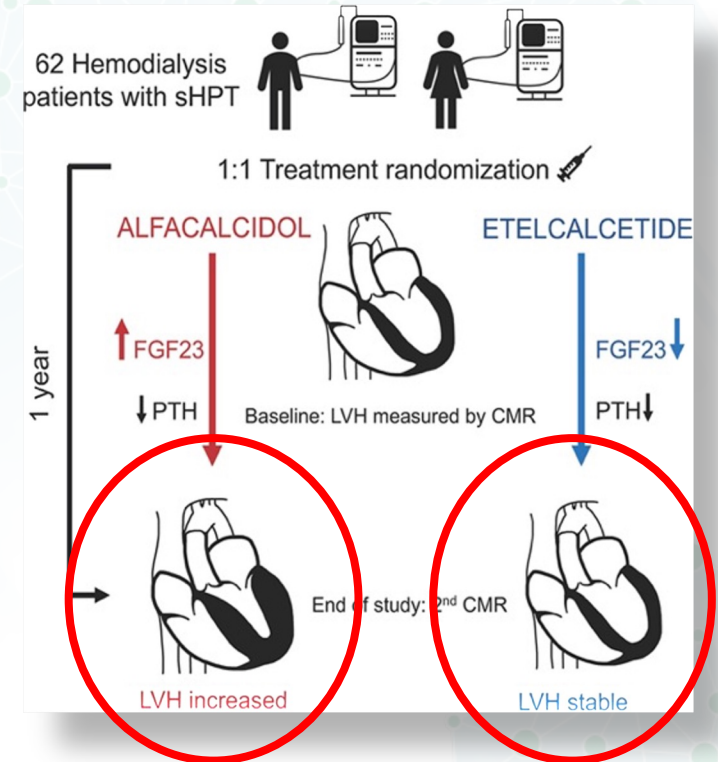 62 Hemodialysis
patients with sHPT
1:1 Treatment randomization
ALFACALCIDOL
ETELCALCETIDE
1 year
↑FGF23
FGF23↓
↓PTH
Baseline: LVH measured by CMR
PTH↓
End of study: 2nd CMR
LVH increased
LVH stable